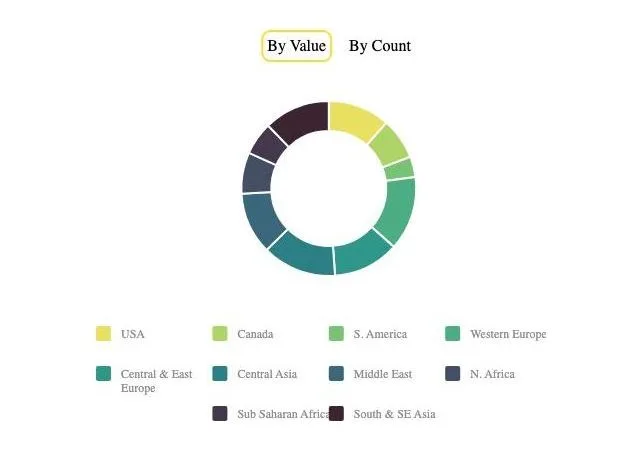 By Value By Count
USA Canada S. America Western Europe
Central & East Central Asia Middle East N. Africa
Europe
Sub Saharan Africa South & SE Asia